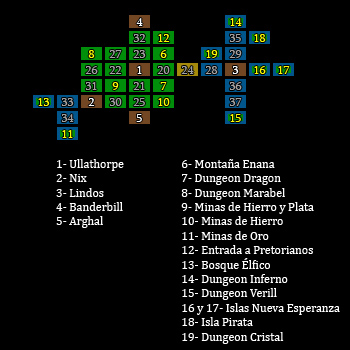 4 14
32 12 35 18
8 27 23 6 19 29
26 22 1 20 24 28 3 16 17
31 9 21 7 36
13 33 2 30 25 10 37
34 5 15
11
1- Ullathorpe
2- Nix
3- Lindos
4- Banderbill
5- Arghal
6- Montaña Enana
7- Dungeon Dragon
8- Dungeon Marabel
9- Minas de Hierro y Plata
10- Minas de Hierro
11- Minas de Oro
12- Entrada a Pretorianos
13- Bosque Élfico
14- Dungeon Inferno
15- Dungeon Verill
16 y 17- Islas Nueva Esperanza
18- Isla Pirata
19- Dungeon Cristal